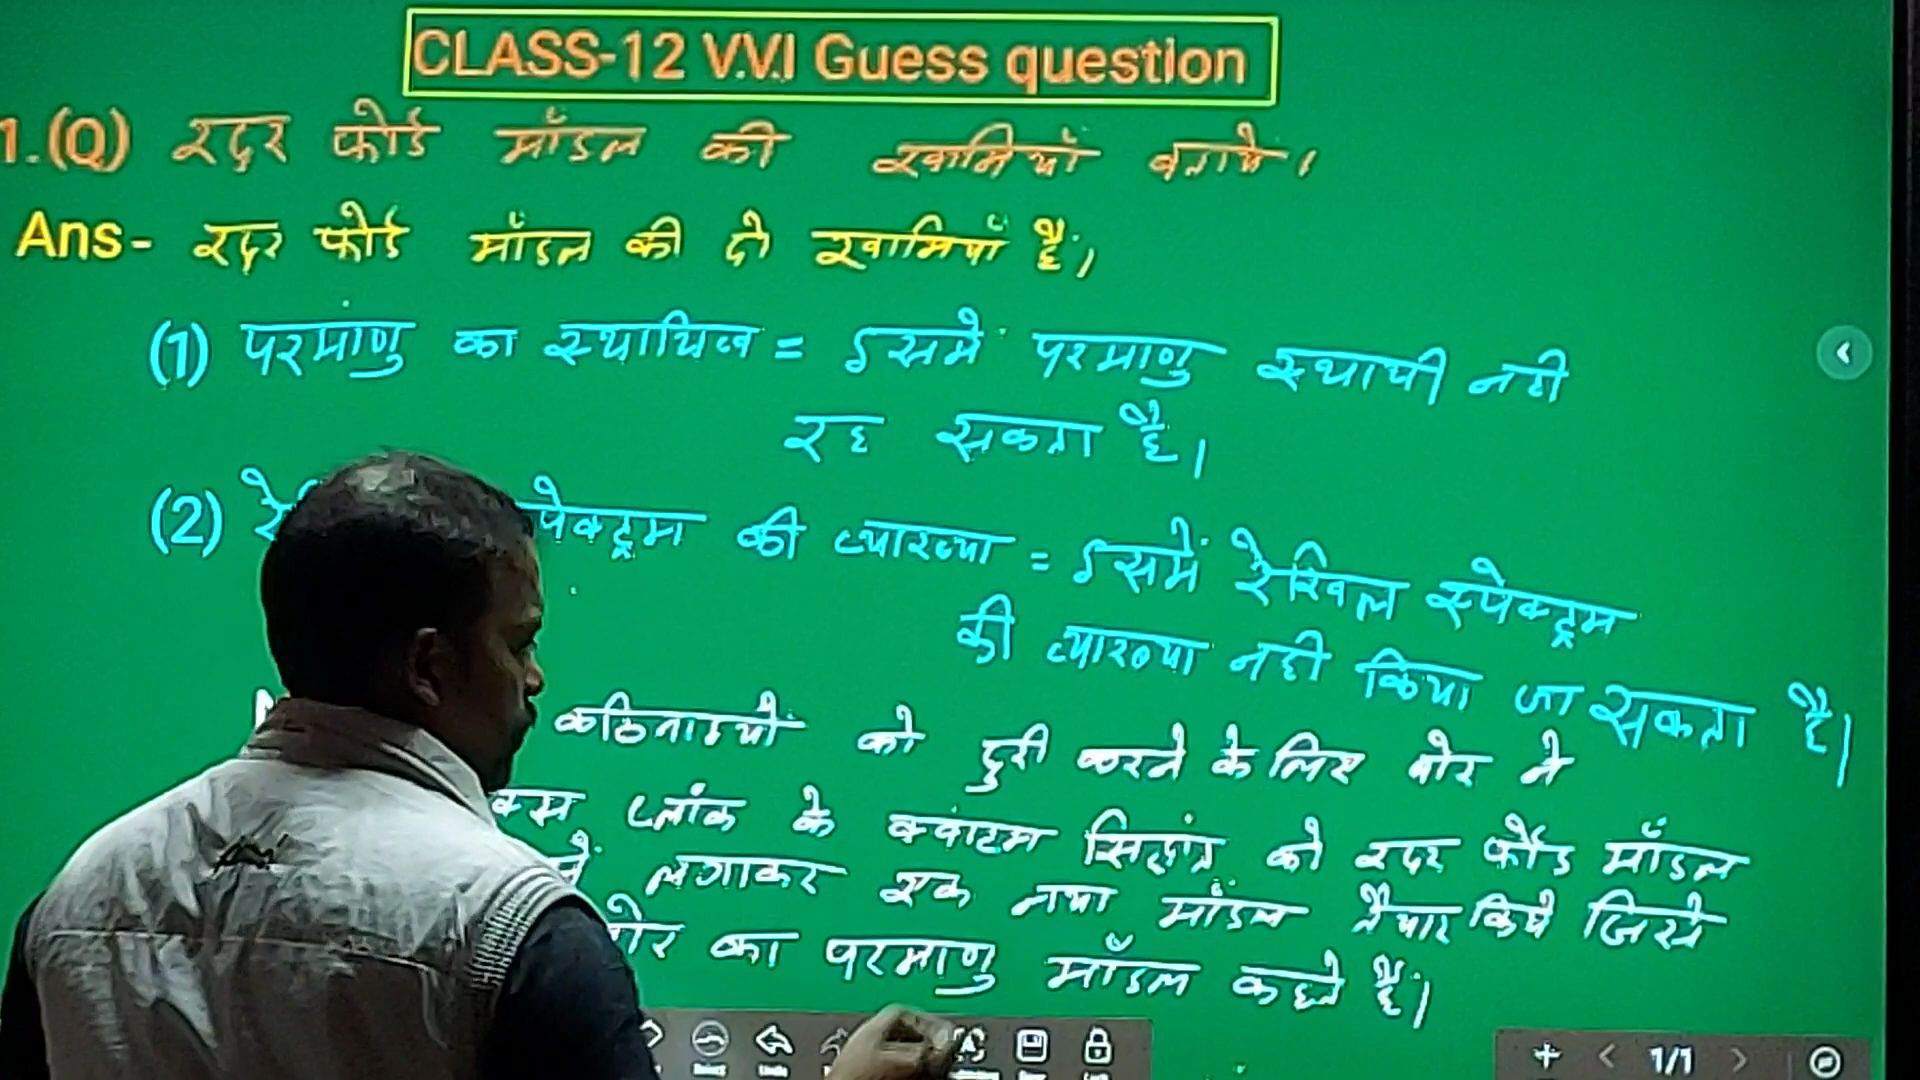 CLASS-12 V.V.I Guess question
1.(Q) रदर फोर्ड मॉडल की खामियाँ बताये।
Ans- रदर फोर्ड मॉडल की दो खामियाँ हैं।
(1) परमाणु का स्थायित्व = इसमें परमाणु स्थायी नही
रह सकता है।
(2) की व्याख्या = इसमें रेखिल स्पेक्ट्रम
की व्याख्या नही किया जा सकता है।
कठिनाइयों को दुरी करने के लिए बोर ने
प्लांक के क्वांटम सिद्धांत को रदर फोर्ड मॉडल
में लगाकर एक नया मॉडल तैयार किये जिसे
बोर का परमाणु मॉडल कहते हैं।
1/1